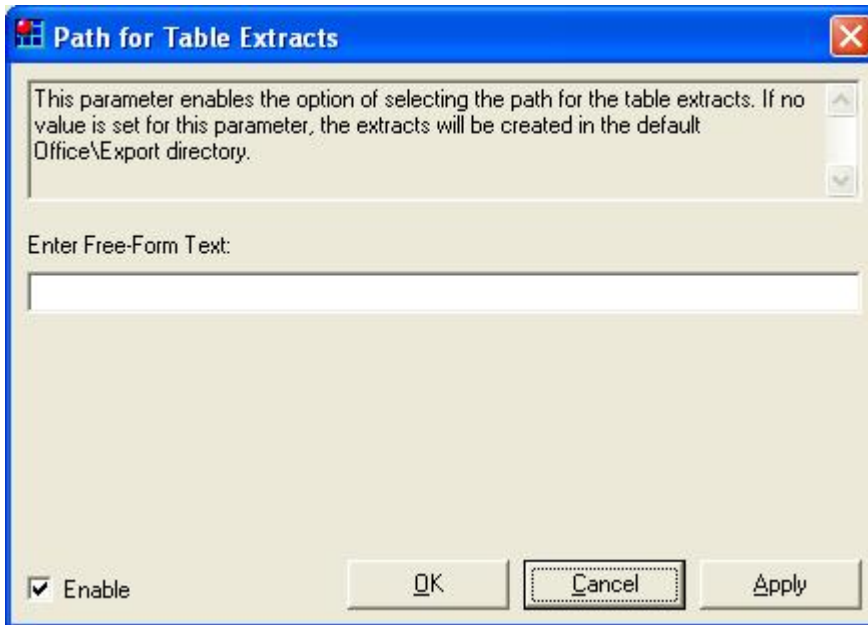 Path for Table Extracts
This parameter enables the option of selecting the path for the table extracts. If no
value is set for this parameter, the extracts will be created in the default
Office\Export directory.
Enter Free-Form Text:
Enable
OK
Cancel
Apply